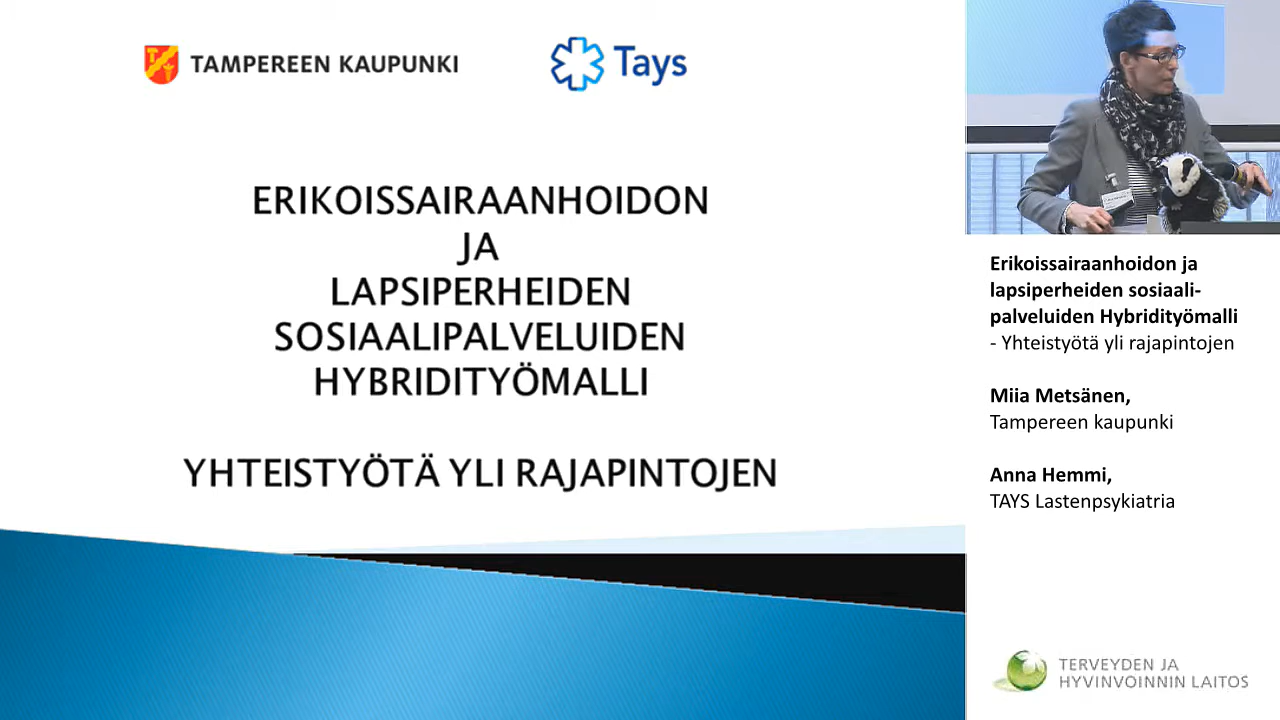 TAMPEREEN KAUPUNKI
Tays
ERIKOISSAIRAANHOIDON
JA
LAPSIPERHEIDEN
SOSIAALIPALVELUIDEN
HYBRIDITYÖMALLI
YHTEISTYÖTÄ YLI RAJAPINTOJEN
Erikoissairaanhoidon ja
lapsiperheiden sosiaali-
palveluiden Hybridityömalli
- Yhteistyötä yli rajapintojen
Miia Metsänen,
Tampereen kaupunki
Anna Hemmi,
TAYS Lastenpsykiatria
TERVEYDEN JA
HYVINVOINNIN LAITOS